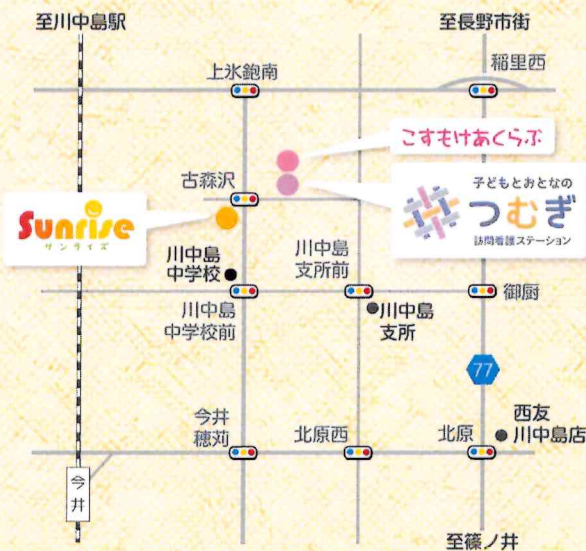 至川中島駅
至長野市街
上氷鉋南
稲里西
こすもけあくらぶ
古森沢
子どもとおとなの
つむぎ
訪問看護ステーション
Sunrise
サンライズ
川中島
中学校
川中島
支所前
川中島
中学校前
川中島
支所
御厨
77
今井
穂苅
北原西
北原
西友
川中島店
今井
至篠ノ井